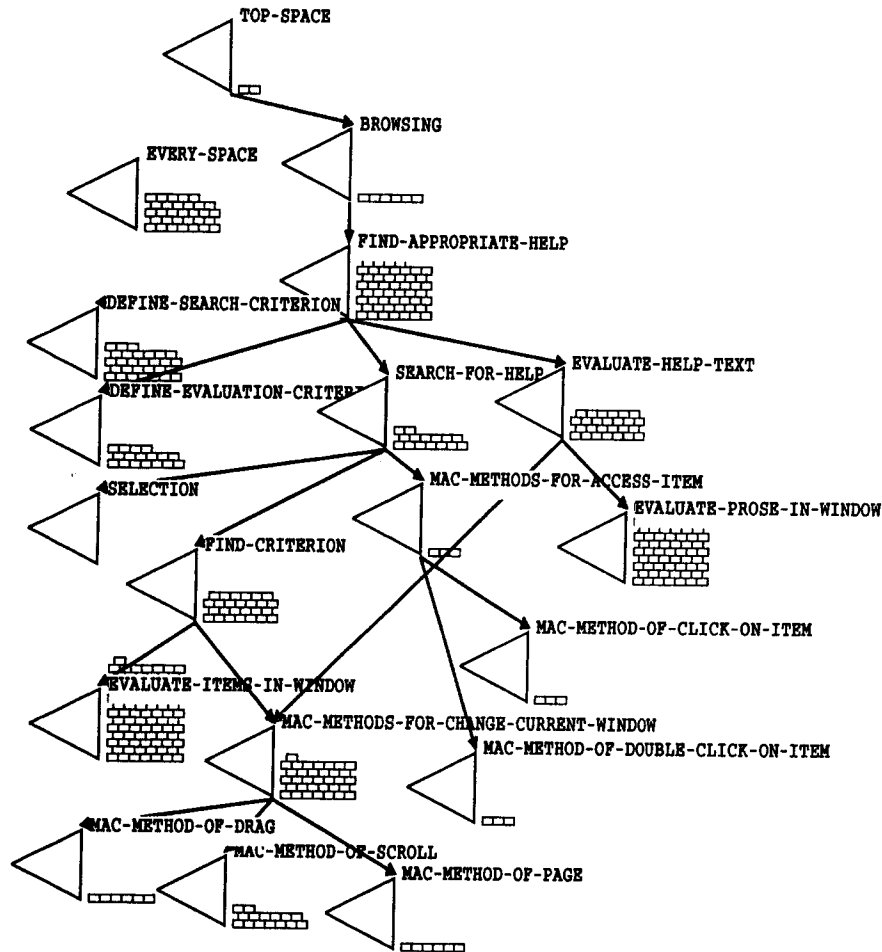 TOP-SPACE
BROWSING
EVERY-SPACE
FIND-APPROPRIATE-HELP
DEFINE-SEARCH-CRITERION
EVALUATE-HELP-TEXT
SEARCH-FOR-HELP
DEFINE-EVALUATION-CRITERI
MAC-METHODS-FOR-ACCESS-ITEM
SELECTION
EVALUATE-PROSE-IN-WINDOW
FIND-CRITERION
MAC-METHOD-OF-CLICK-ON-ITEM
EVALUATE-ITEMS-IN-WINDOW
MAC-METHODS-FOR-CHANGE-CURRENT-WINDOW
MAC-METHOD-OF-DOUBLE-CLICK-ON-ITEM
MAC-METHOD-OF-DRAG
MAC-METHOD-OF-SCROLL
MAC-METHOD-OF-PAGE